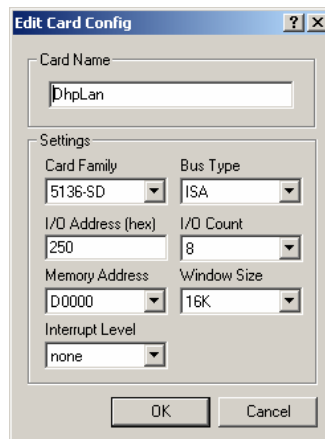 Edit Card Config
Card Name
DhpLan
Settings
Card Family Bus Type
5136-SD ISA
I/O Address (hex) I/O Count
250 8
Memory Address Window Size
D0000 16K
Interrupt Level
none
OK Cancel